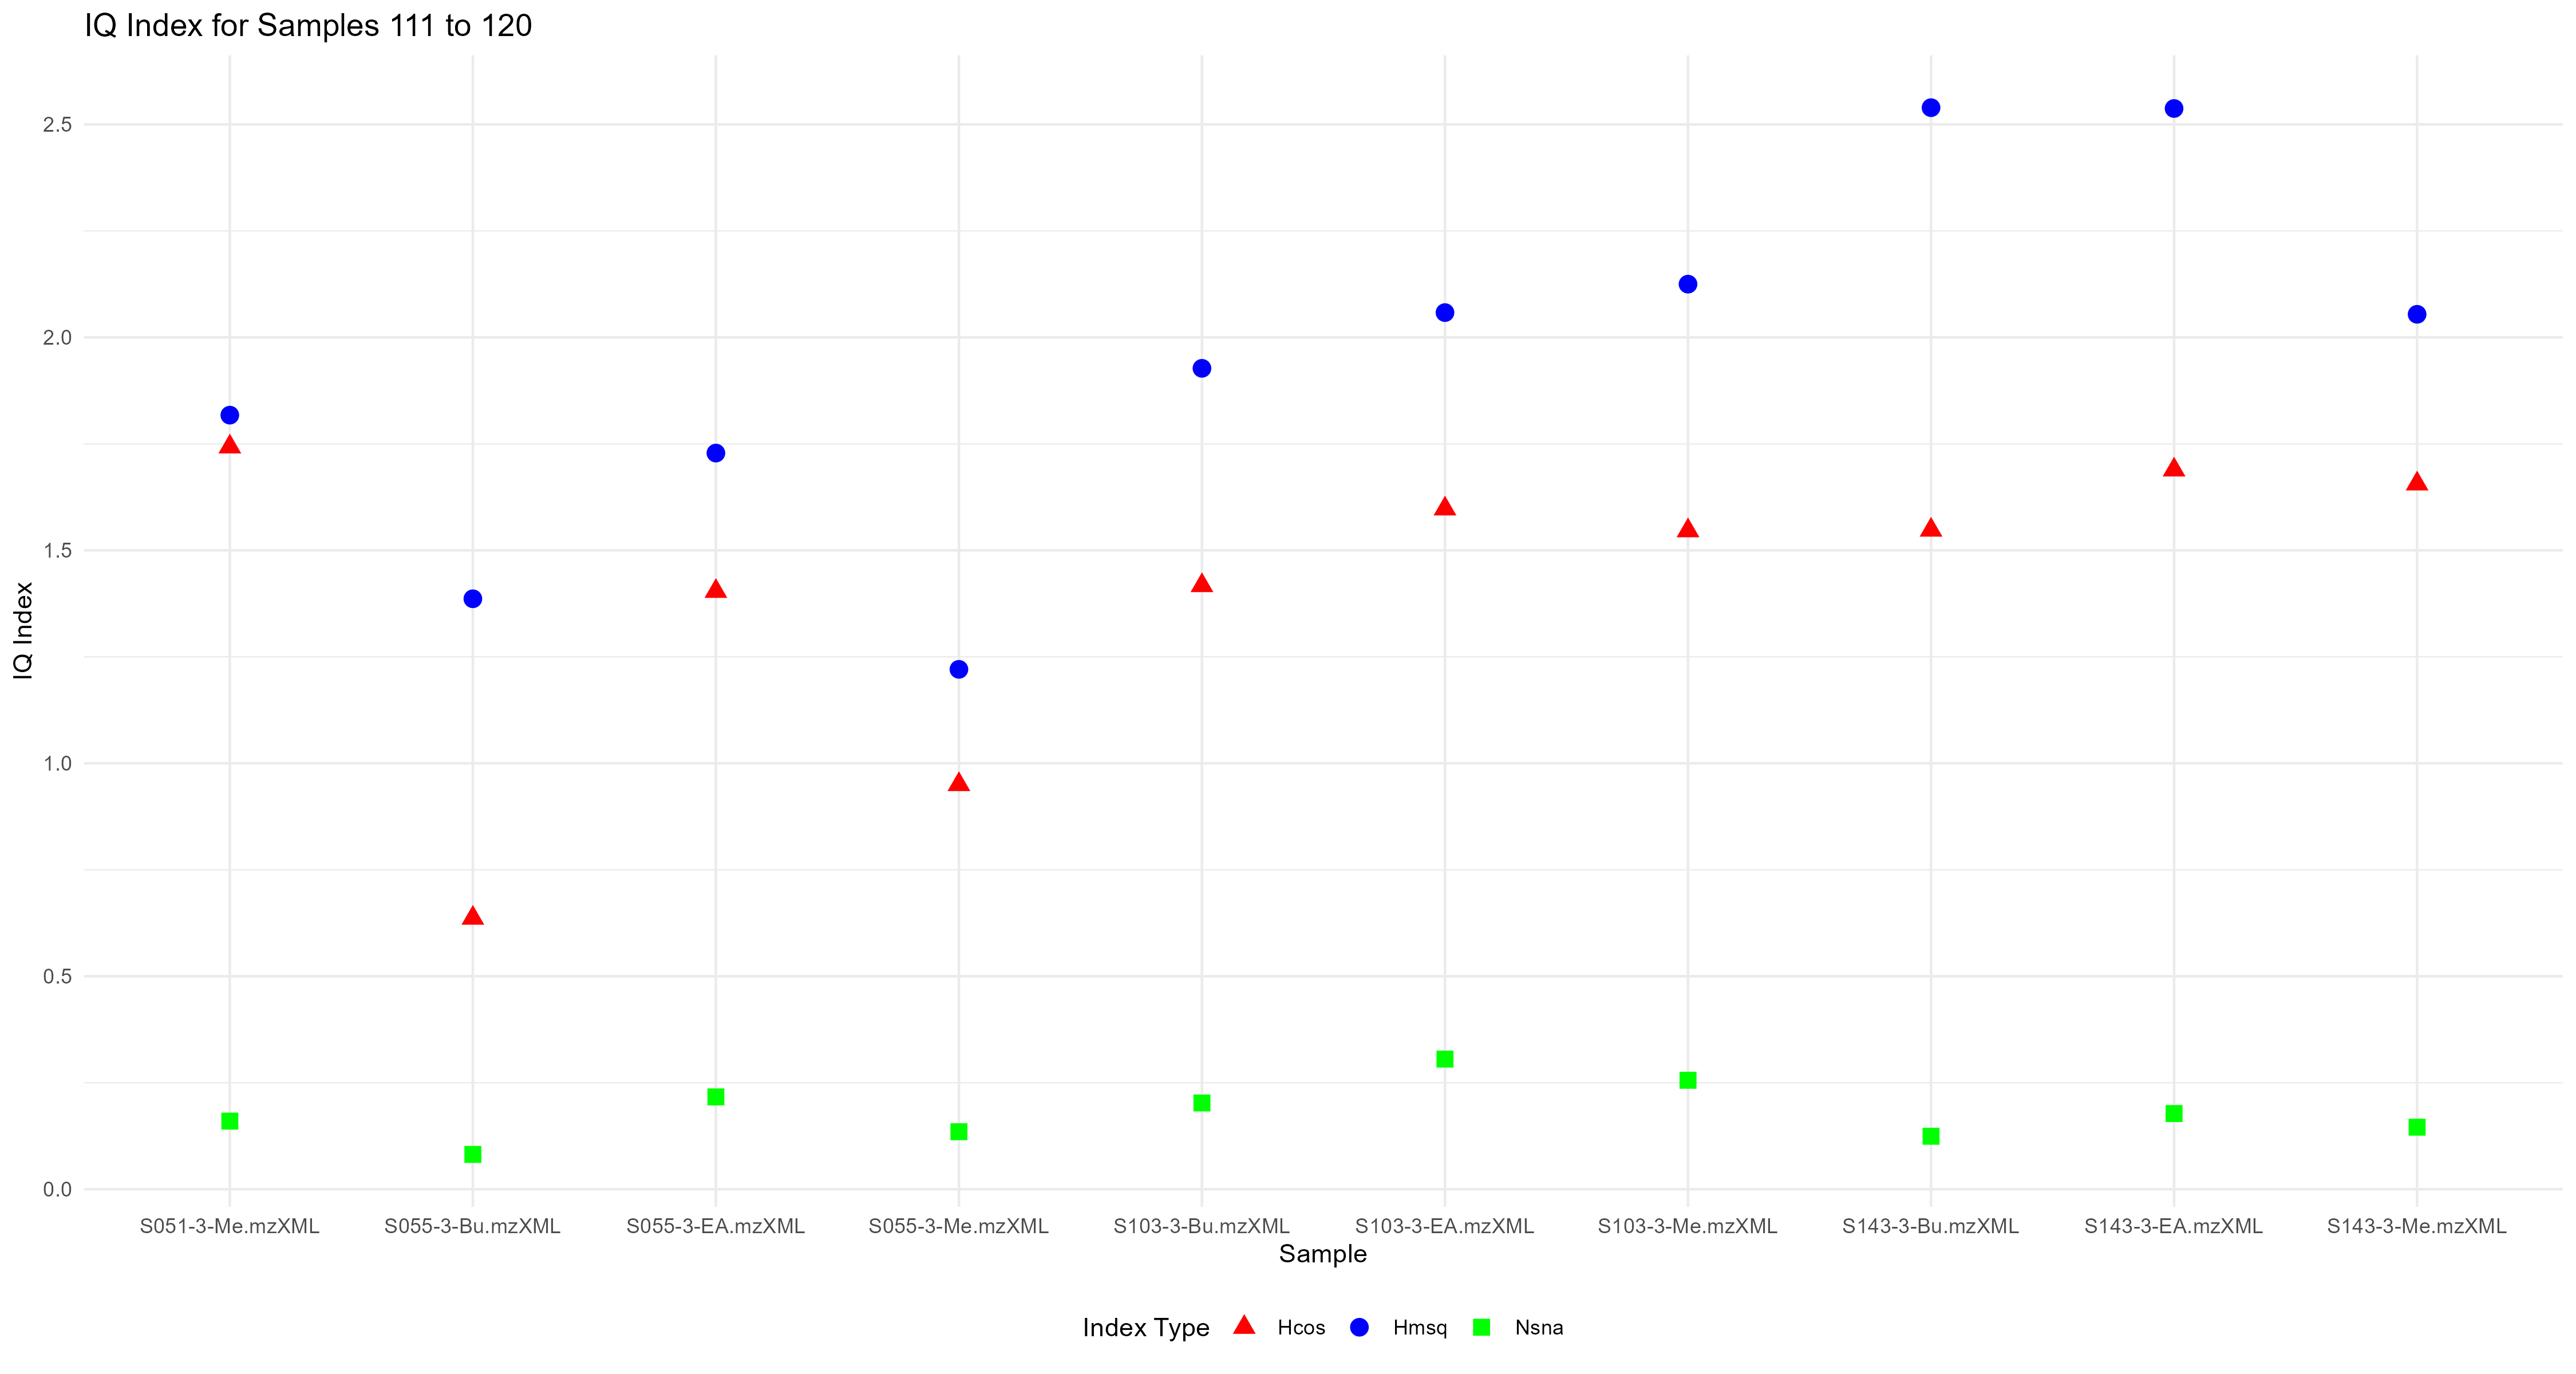 IQ Index for Samples 111 to 120
IQ Index
2.5
2.0
1.5
1.0
0.5
0.0
S051-3-Me.mzXML S055-3-Bu.mzXML S055-3-EA.mzXML S055-3-Me.mzXML S103-3-Bu.mzXML S103-3-EA.mzXML S103-3-Me.mzXML S143-3-Bu.mzXML S143-3-EA.mzXML S143-3-Me.mzXML
Sample
Index Type Hcos Hmsq Nsna